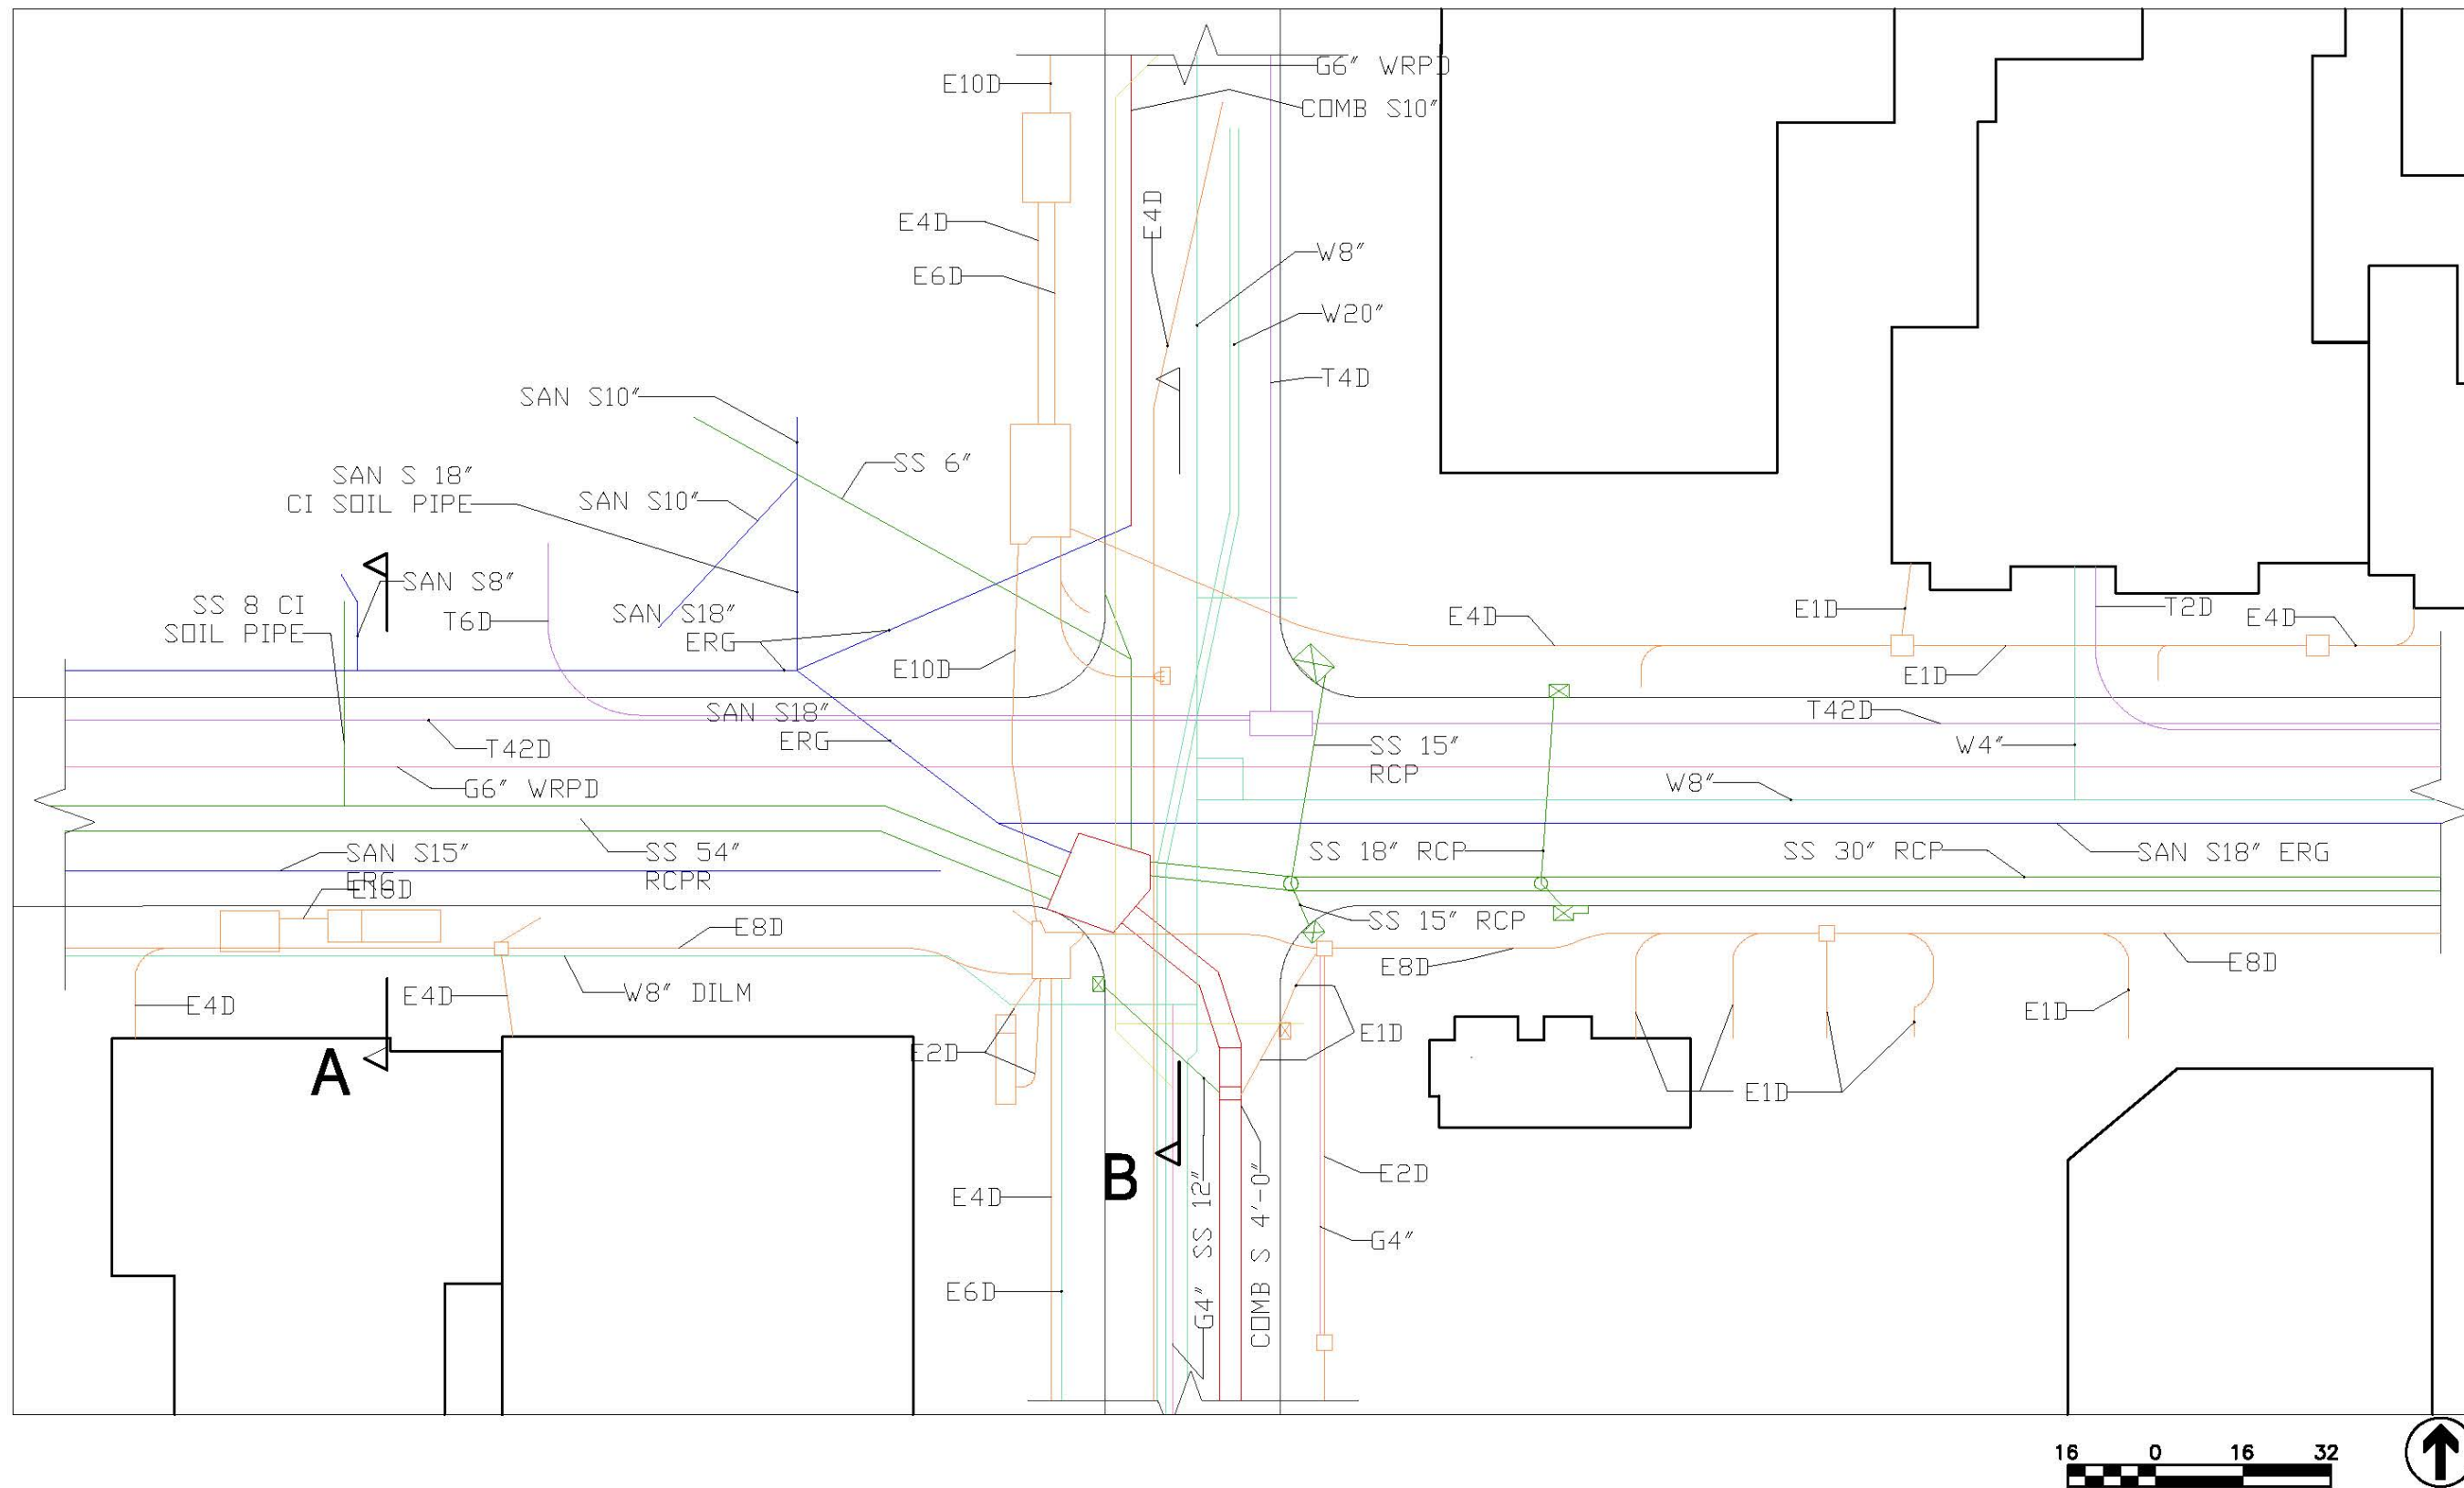 G6″ WRPD
E10D
COMB S10″
E4D
E4D
W8″
E6D
W20″
T4D
SAN S10″
SS 6″
SAN S 18″
CI SOIL PIPE
SAN S10″
SAN S8″
SS 8 CI
SOIL PIPE
T6D
SAN S18″
ERG
E10D
E4D
E1D
T2D
E4D
E1D
SAN S18″
ERG
T42D
T42D
SS 15″
RCP
W4″
G6″ WRPD
W8″
SAN S15″
ERG
SS 54″
RCPR
SS 18″ RCP
SS 30″ RCP
SAN S18″ ERG
E8D
SS 15″ RCP
E8D
E8D
E4D
E4D
W8″ DILM
E2D
E1D
E1D
E1D
A
B
E4D
E2D
SS 12″
G4″
COMB S 4'-0″
G4″
E6D
16 0 16 32